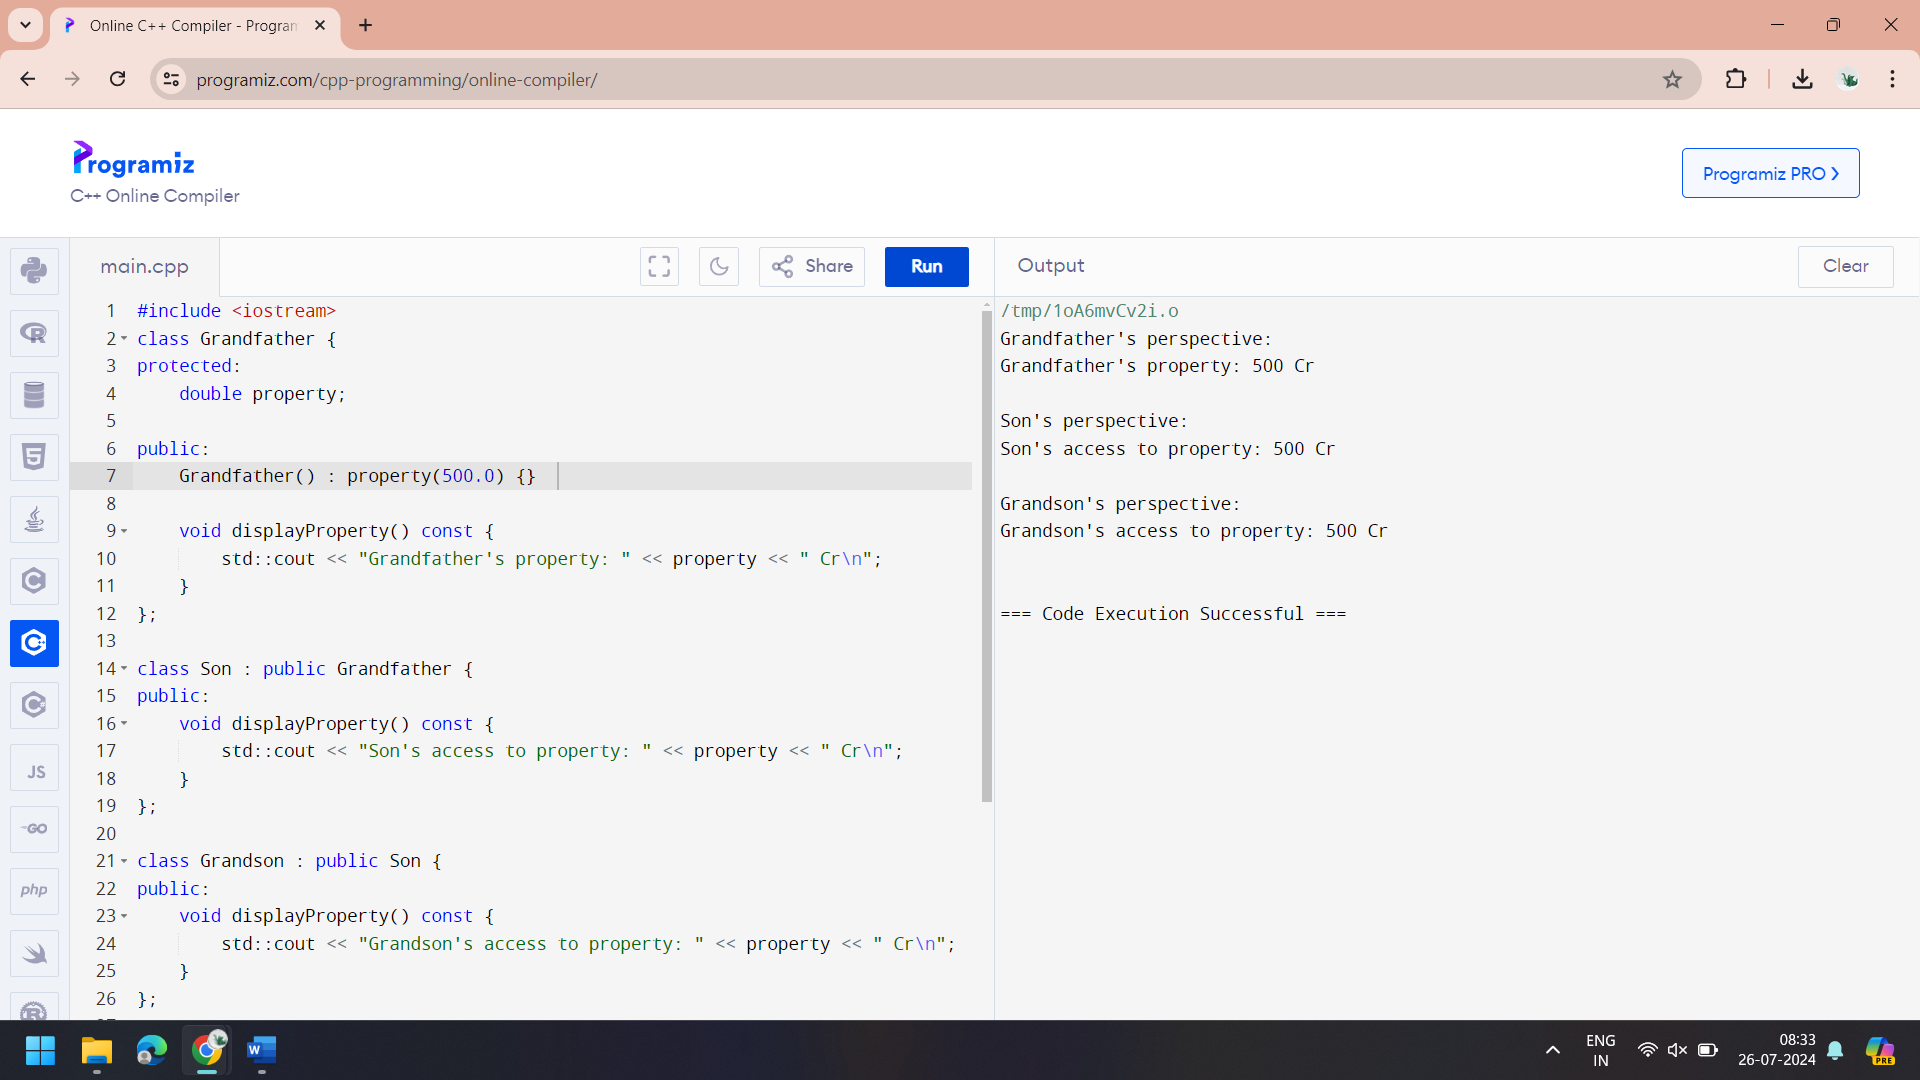 Online C++ Compiler - Program
programiz.com/cpp-programming/online-compiler/
Programiz
C++ Online Compiler
Programiz PRO
main.cpp
Share
Run
Output
Clear
1 #include <iostream>
2 class Grandfather {
3 protected:
4     double property;
5
6 public:
7     Grandfather() : property(500.0) {}
8
9     void displayProperty() const {
10         std::cout << "Grandfather's property: " << property << " Cr\n";
11     }
12 };
13
14 class Son : public Grandfather {
15 public:
16     void displayProperty() const {
17         std::cout << "Son's access to property: " << property << " Cr\n";
18     }
19 };
20
21 class Grandson : public Son {
22 public:
23     void displayProperty() const {
24         std::cout << "Grandson's access to property: " << property << " Cr\n";
25     }
26 };
/tmp/1oA6mvCv2i.o
Grandfather's perspective:
Grandfather's property: 500 Cr
Son's perspective:
Son's access to property: 500 Cr
Grandson's perspective:
Grandson's access to property: 500 Cr
=== Code Execution Successful ===
R
5
C
C
C
JS
GO
php
R
W
ENG
IN
08:33
26-07-2024
PRE